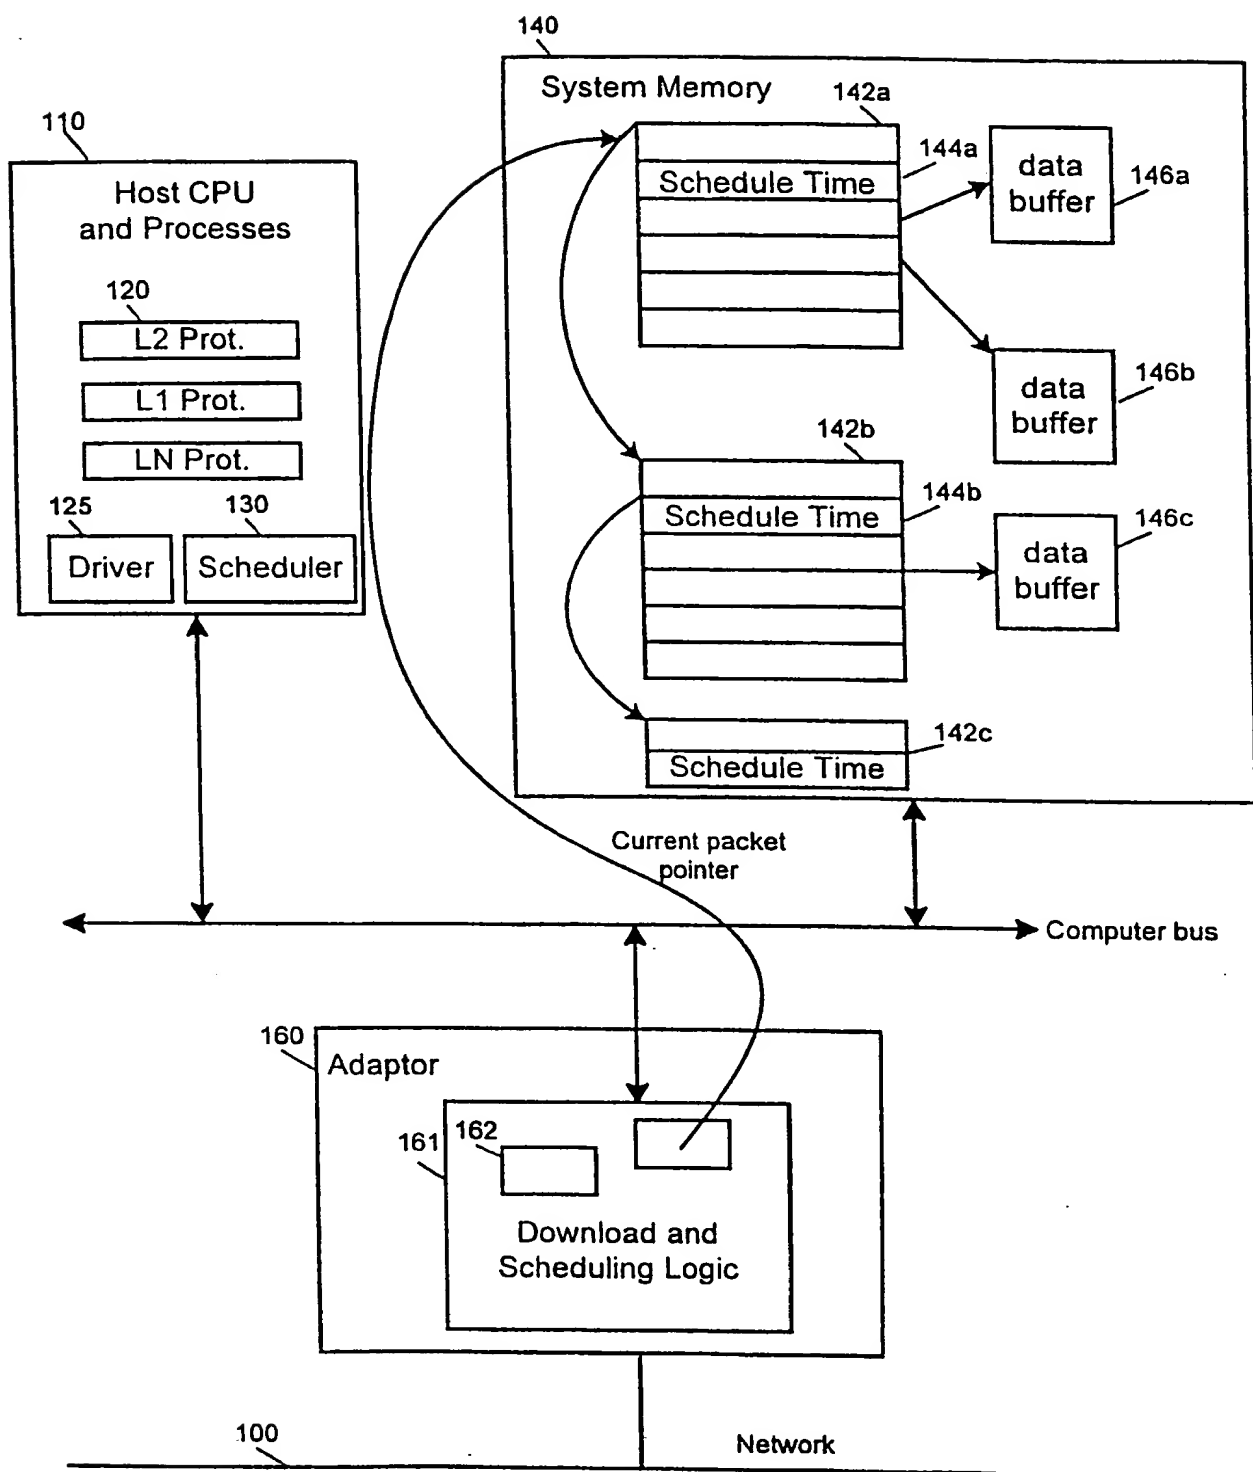 140
System Memory
142a
110
144a
Host CPU
and Processes
Schedule Time
data
buffer
146a
120
L2 Prot.
L1 Prot.
LN Prot.
data
buffer
146b
142b
125
130
144b
Schedule Time
146c
Driver
Scheduler
data
buffer
142c
Schedule Time
Current packet
pointer
Computer bus
160
Adaptor
161
162
Download and
Scheduling Logic
100
Network